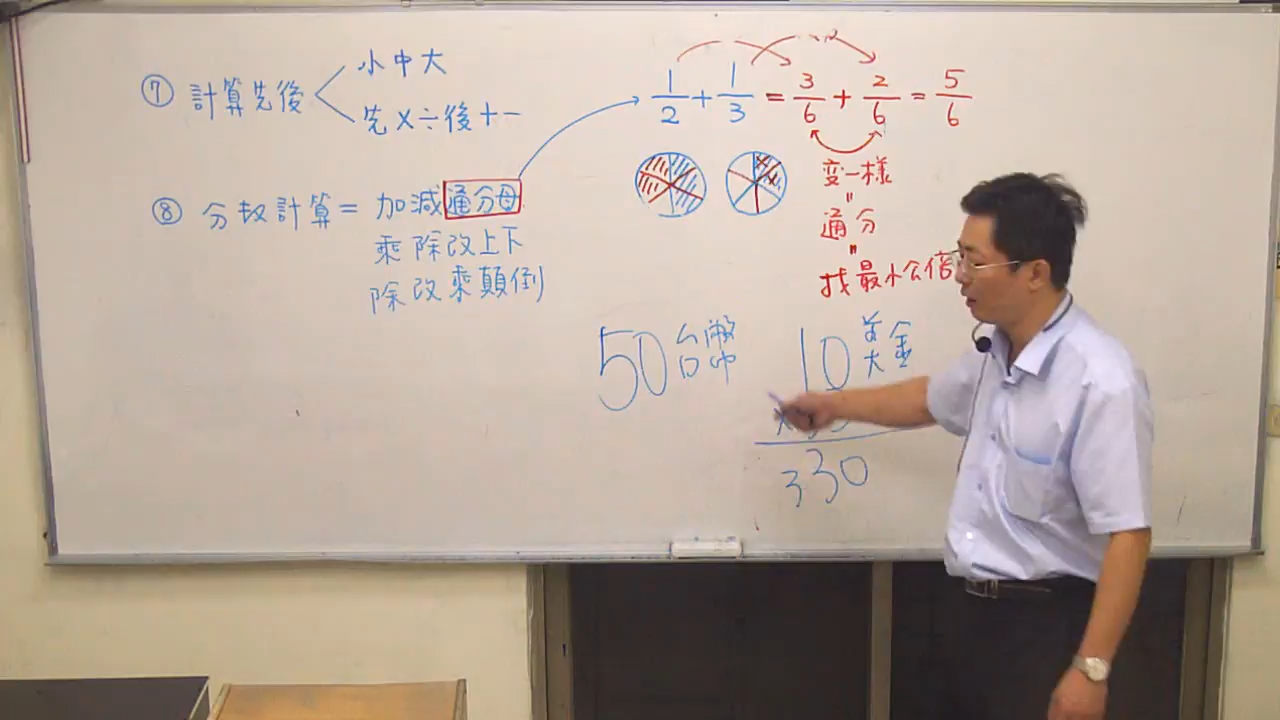 ⑦ 計算先後 小中大
先×÷後+-
1/2 + 1/3 = 3/6 + 2/6 = 5/6
⑧ 分数計算 = 加減通分母
乘除改上下
除改乘顛倒
变一樣
"
通分
"
找最小公倍
50 台幣
10 美金
330